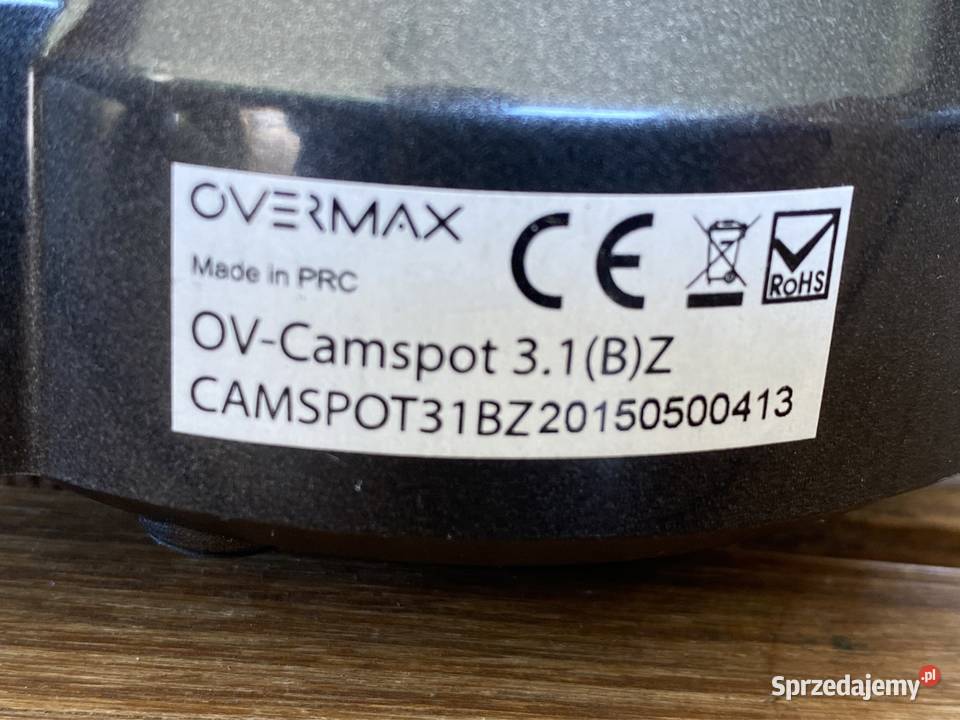 OVERMAX
Made in PRC
CE
RoHS
OV-Camspot 3.1(B)Z
CAMSPOT31BZ20150500413
Sprzedajemy.pl